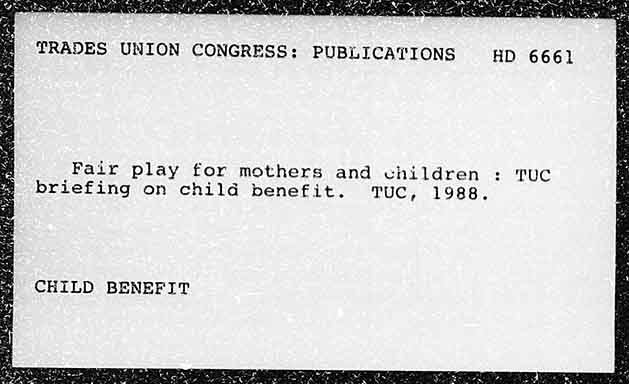 TRADES UNION CONGRESS: PUBLICATIONS HD 6661
Fair play for mothers and children : TUC
briefing on child benefit. TUC, 1988.
CHILD BENEFIT